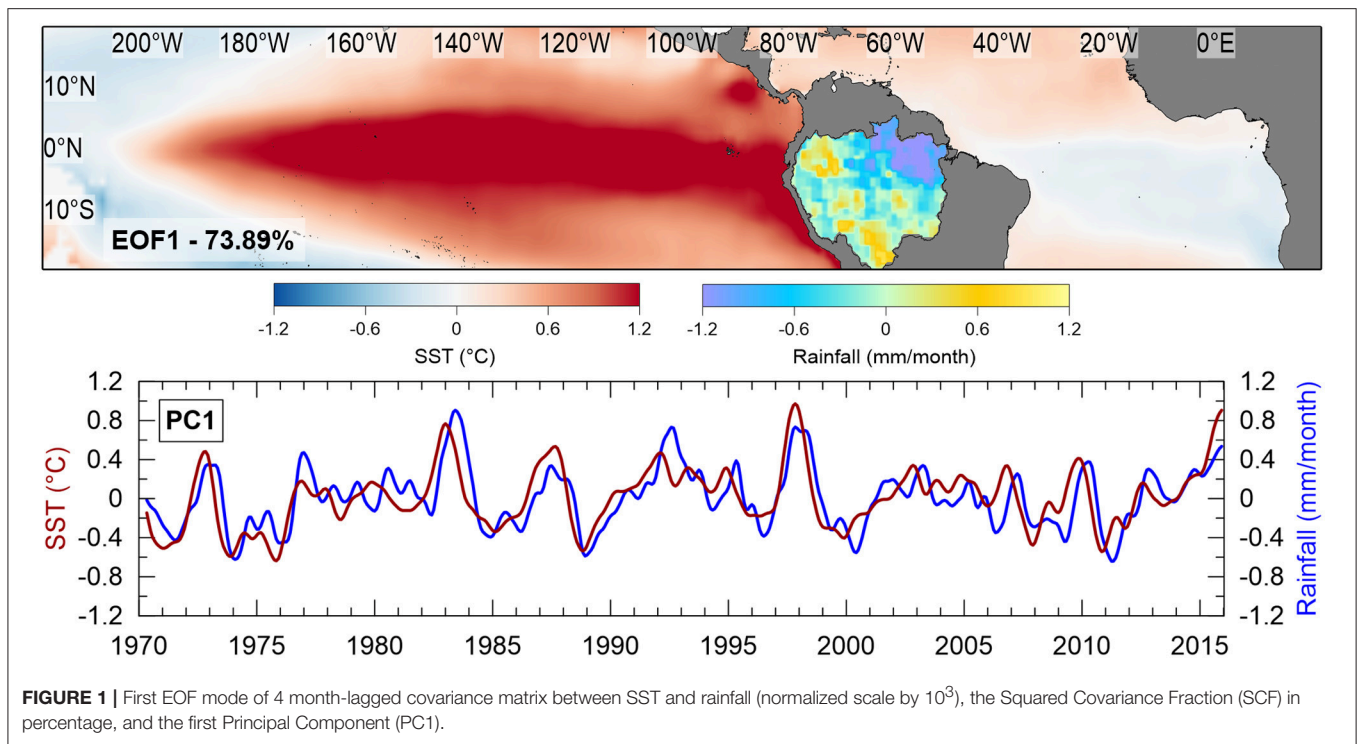 200°W 180°W 160°W 140°W 120°W 100°W 80°W 60°W 40°W 20°W 0°E
10°N
0°N
10°S
EOF1 - 73.89%
-1.2 -0.6 0 0.6 1.2 -1.2 -0.6 0 0.6 1.2
SST (°C) Rainfall (mm/month)
1.2 1.2
PC1
0.8 0.8
0.4 0.4
0 0
-0.4 -0.4
-0.8 -0.8
-1.2 -1.2
SST (°C)
Rainfall (mm/month)
1970 1975 1980 1985 1990 1995 2000 2005 2010 2015
FIGURE 1 | First EOF mode of 4 month-lagged covariance matrix between SST and rainfall (normalized scale by 10³), the Squared Covariance Fraction (SCF) in
percentage, and the first Principal Component (PC1).